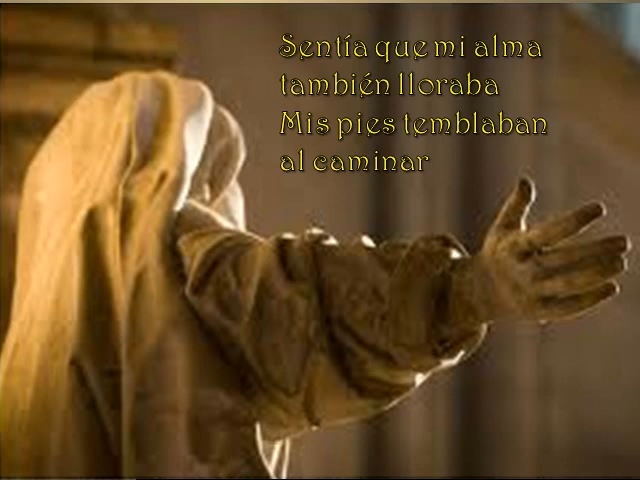 Sentía que mi alma
también lloraba
Mis pies temblaban
al caminar